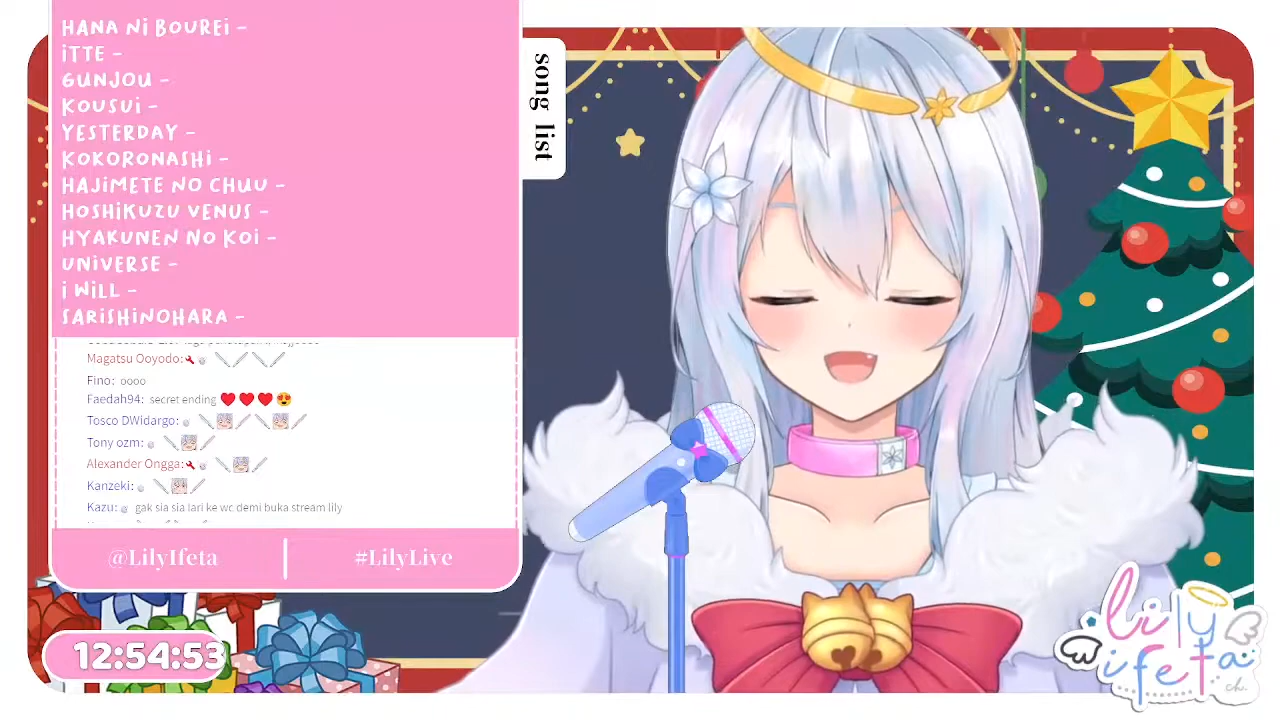 HANA Ni BOUREi -
iTTE -
GUNJOU -
KOUSUi -
YESTERDAY -
KOKORONASHi -
HAJiMETE NO CHUU -
HOSHiKUZU VENUS -
HYAKUNEN NO KOi -
UNiVERSE -
i WiLL -
SARiSHiNOHARA -
song list
Magatsu Ooyodo:
Fino: oooo
Faedah94: secret ending
Tosco DWidargo:
Tony ozm:
Alexander Ongga:
Kanzeki:
Kazu: gak sia sia lari ke wc demi buka stream lily
@LilyIfeta
#LilyLive
12:54:53
lily
ifeta
ch.